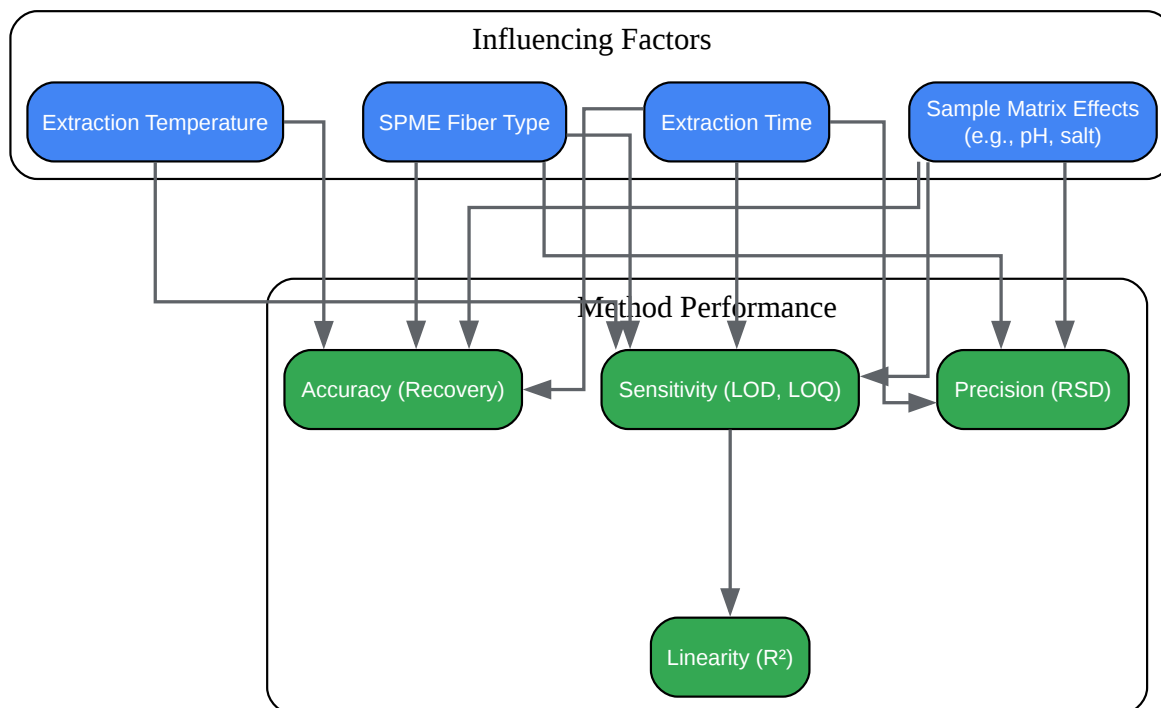 Influencing Factors
Extraction Temperature
SPME Fiber Type
Extraction Time
Sample Matrix Effects
(e.g., pH, salt)
Method Performance
Accuracy (Recovery)
Sensitivity (LOD, LOQ)
Precision (RSD)
Linearity (R²)